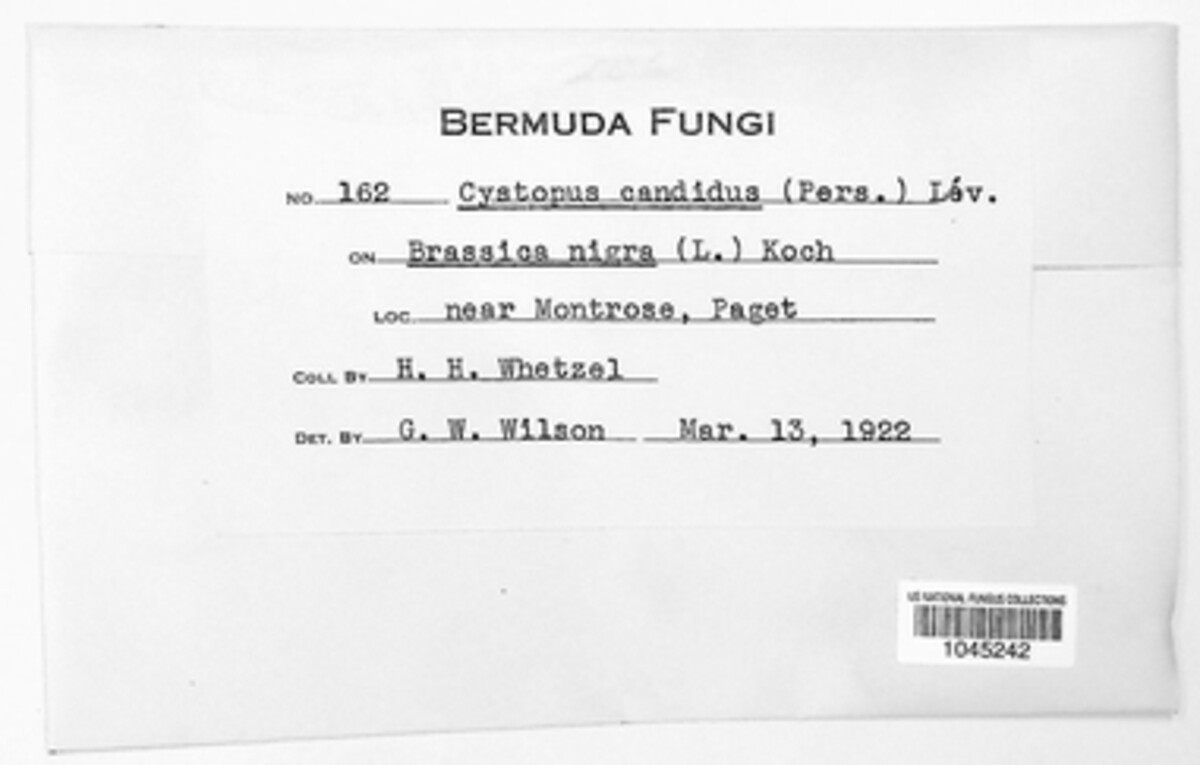 BERMUDA FUNGI
NO. 162 Cystopus candidus (Pers.) Lév.
ON Brassica nigra (L.) Koch
LOC. near Montrose, Paget
COLL. BY H. H. Whetzel
DET. BY G. W. Wilson Mar. 13, 1922
US NATIONAL FUNGUS COLLECTIONS
1045242